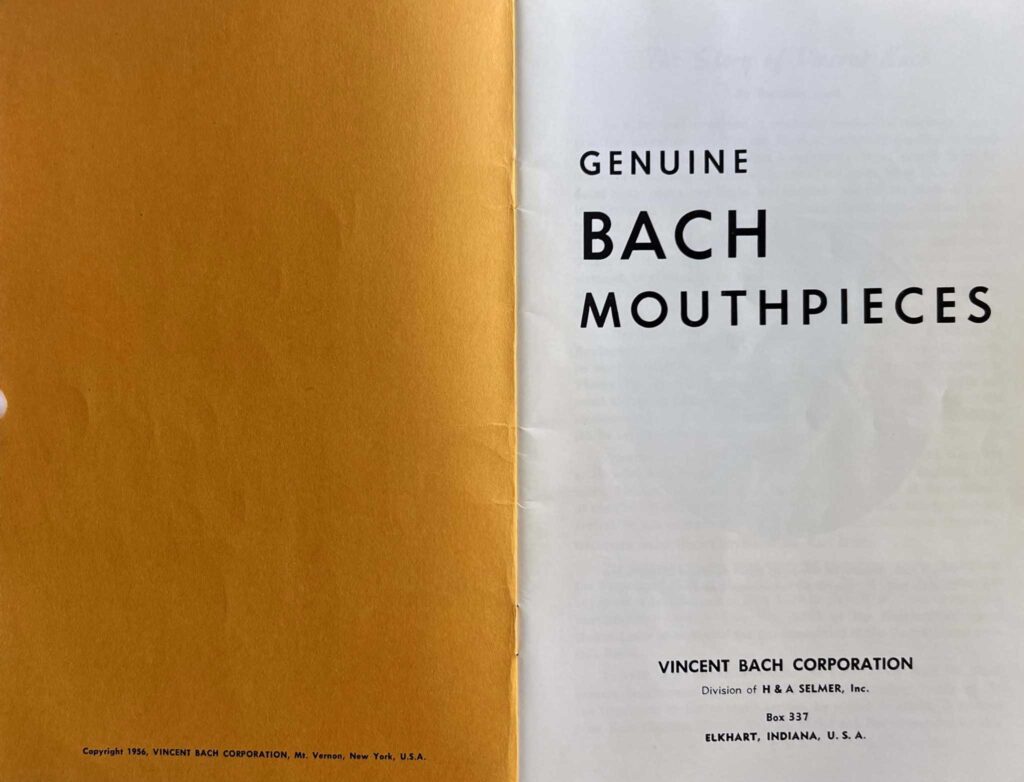 Copyright 1956, VINCENT BACH CORPORATION, Mt. Vernon, New York, U.S.A.
GENUINE
BACH
MOUTHPIECES
VINCENT BACH CORPORATION
Division of H & A SELMER, Inc.
Box 337
ELKHART, INDIANA, U. S. A.